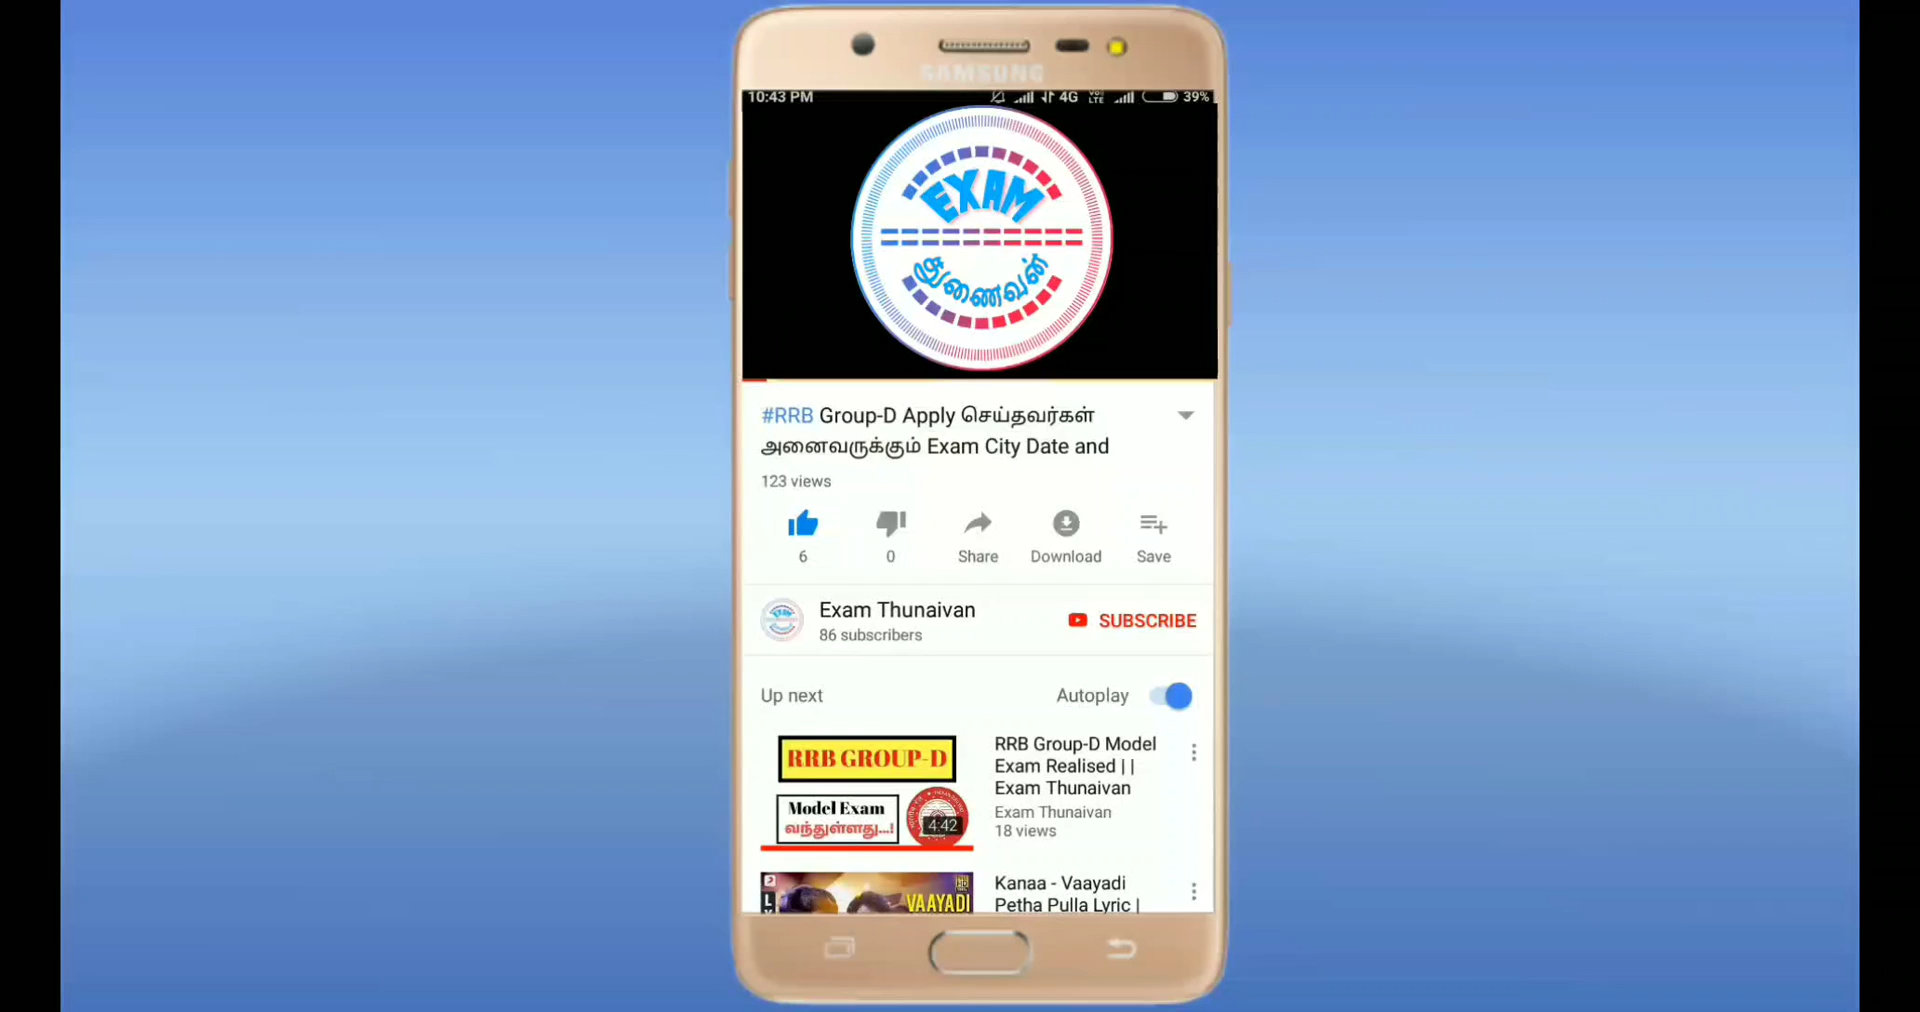 SAMSUNG
10:43 PM
4G VoLTE 39%
EXAM
துணைவன்
#RRB Group-D Apply செய்தவர்கள்
அனைவருக்கும் Exam City Date and
123 views
6
0
Share
Download
Save
Exam Thunaivan
86 subscribers
SUBSCRIBE
Up next
Autoplay
RRB GROUP-D
Model Exam
வந்துள்ளது...!
4:42
RRB Group-D Model
Exam Realised ||
Exam Thunaivan
Exam Thunaivan
18 views
VAAYADI
Kanaa - Vaayadi
Petha Pulla Lyric |